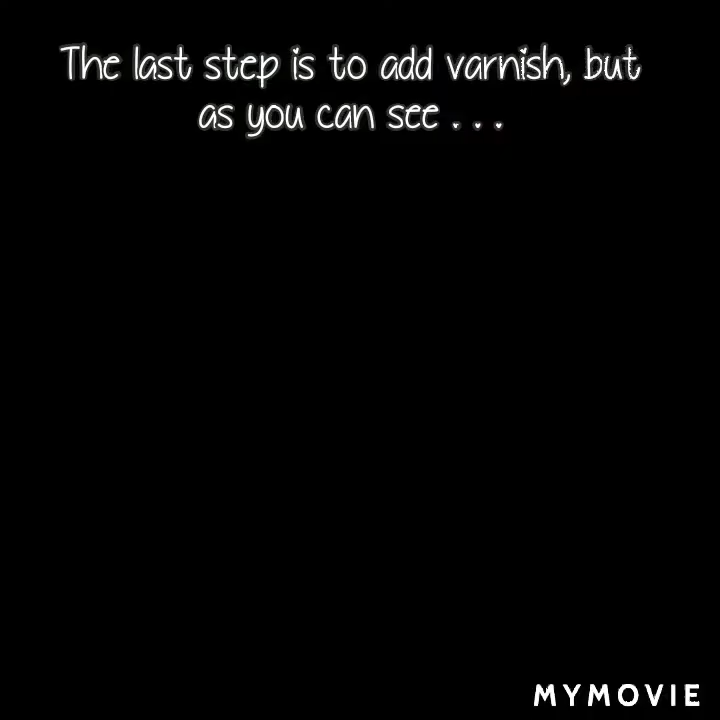 The last step is to add varnish, but
as you can see . . .
MYMOVIE